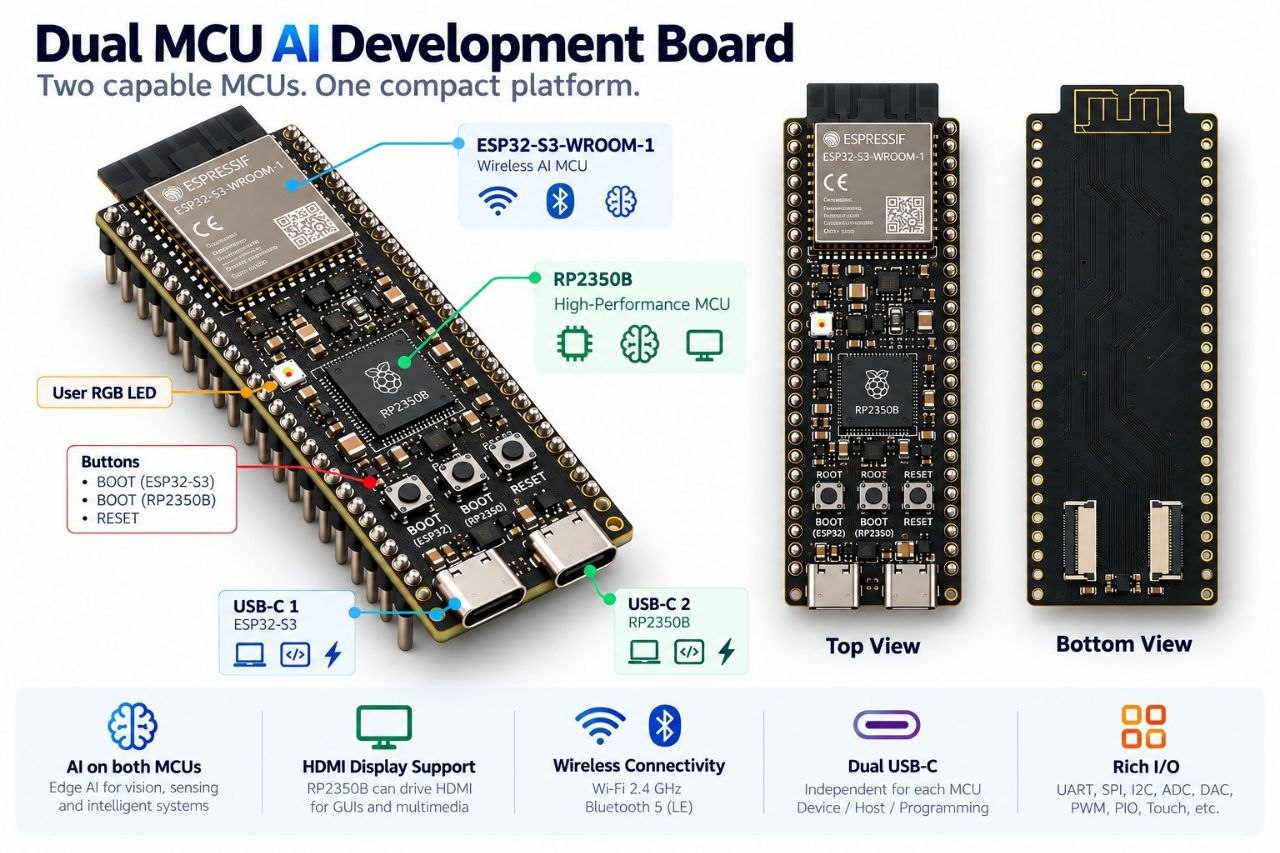 Dual MCU AI Development Board
Two capable MCUs. One compact platform.
ESPRESSIF
ESP32-S3-WROOM-1
CE
ESP32-S3-WROOM-1
Wireless AI MCU
RP2350B
High-Performance MCU
RP2350B
User RGB LED
Buttons
• BOOT (ESP32-S3)
• BOOT (RP2350B)
• RESET
RESET
BOOT
(ESP32)
BOOT
(RP2350)
RESET
USB-C 1
ESP32-S3
</>
USB-C 2
RP2350B
</>
ESPRESSIF
ESP32-S3-WROOM-1
CE
RP2350B
ROOT ROOT RESET
BOOT BOOT RESET
(ESP32) (RP2350)
Top View
Bottom View
AI on both MCUs
Edge AI for vision, sensing
and intelligent systems
HDMI Display Support
RP2350B can drive HDMI
for GUIs and multimedia
Wireless Connectivity
Wi-Fi 2.4 GHz
Bluetooth 5 (LE)
Dual USB-C
Independent for each MCU
Device / Host / Programming
Rich I/O
UART, SPI, I2C, ADC, DAC,
PWM, PIO, Touch, etc.